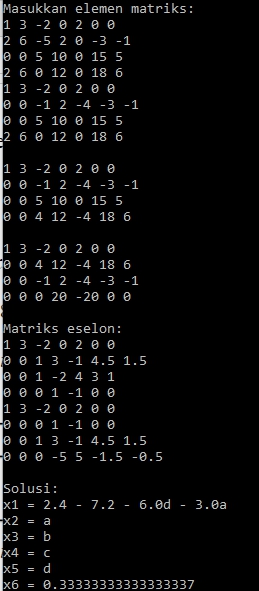 Masukkan elemen matriks:
1 3 -2 0 2 0 0
2 6 -5 2 0 -3 -1
0 0 5 10 0 15 5
2 6 0 12 0 18 6
1 3 -2 0 2 0 0
0 0 -1 2 -4 -3 -1
0 0 5 10 0 15 5
2 6 0 12 0 18 6
1 3 -2 0 2 0 0
0 0 -1 2 -4 -3 -1
0 0 5 10 0 15 5
0 0 4 12 -4 18 6
1 3 -2 0 2 0 0
0 0 4 12 -4 18 6
0 0 -1 2 -4 -3 -1
0 0 0 20 -20 0 0
Matriks eselon:
1 3 -2 0 2 0 0
0 0 1 3 -1 4.5 1.5
0 0 1 -2 4 3 1
0 0 0 1 -1 0 0
1 3 -2 0 2 0 0
0 0 0 1 -1 0 0
0 0 1 3 -1 4.5 1.5
0 0 0 -5 5 -1.5 -0.5
Solusi:
x1 = 2.4 - 7.2 - 6.0d - 3.0a
x2 = a
x3 = b
x4 = c
x5 = d
x6 = 0.33333333333333337